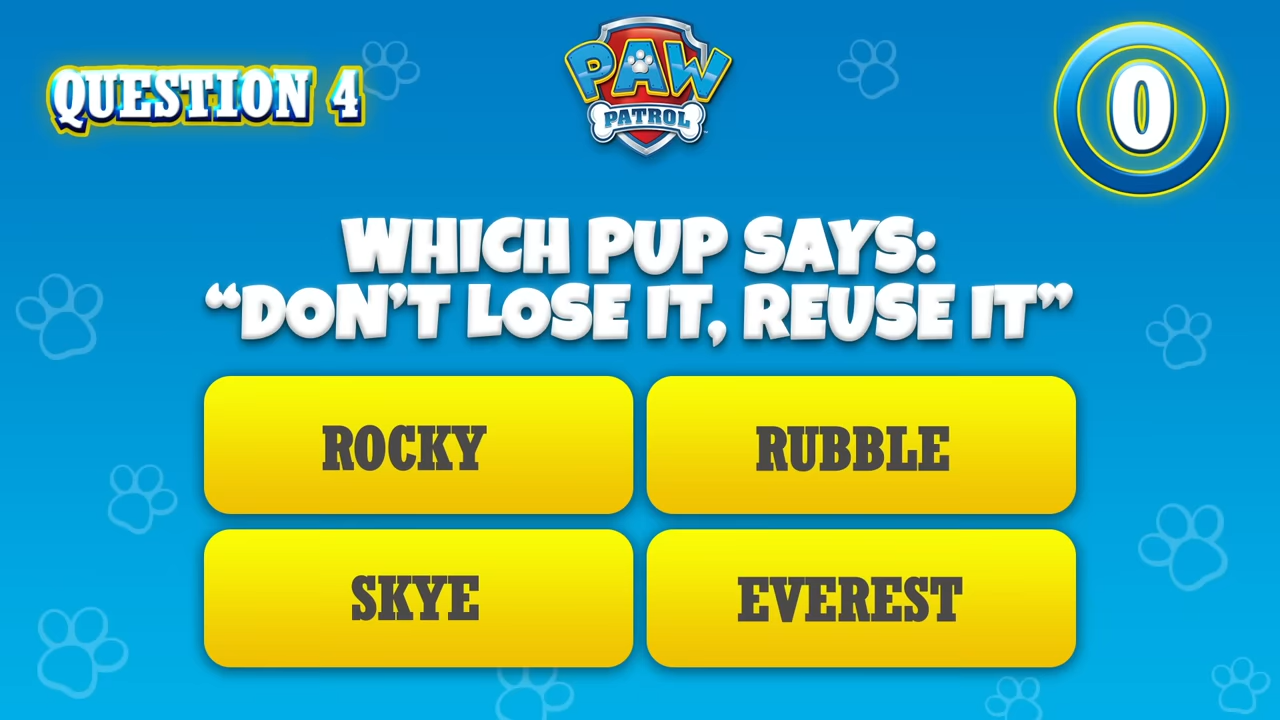 QUESTION 4
PAW
PATROL
0
WHICH PUP SAYS:
“DON’T LOSE IT, REUSE IT”
ROCKY
RUBBLE
SKYE
EVEREST